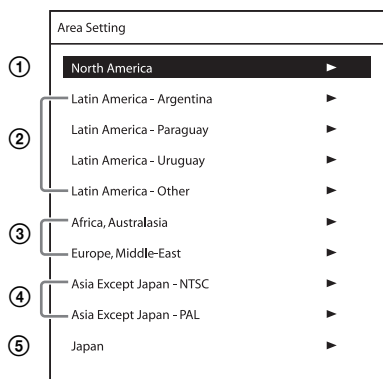 Area Setting
① North America ►
Latin America - Argentina ►
② Latin America - Paraguay ►
Latin America - Uruguay ►
Latin America - Other ►
③ Africa, Australasia ►
Europe, Middle-East ►
④ Asia Except Japan - NTSC ►
Asia Except Japan - PAL ►
⑤ Japan ►